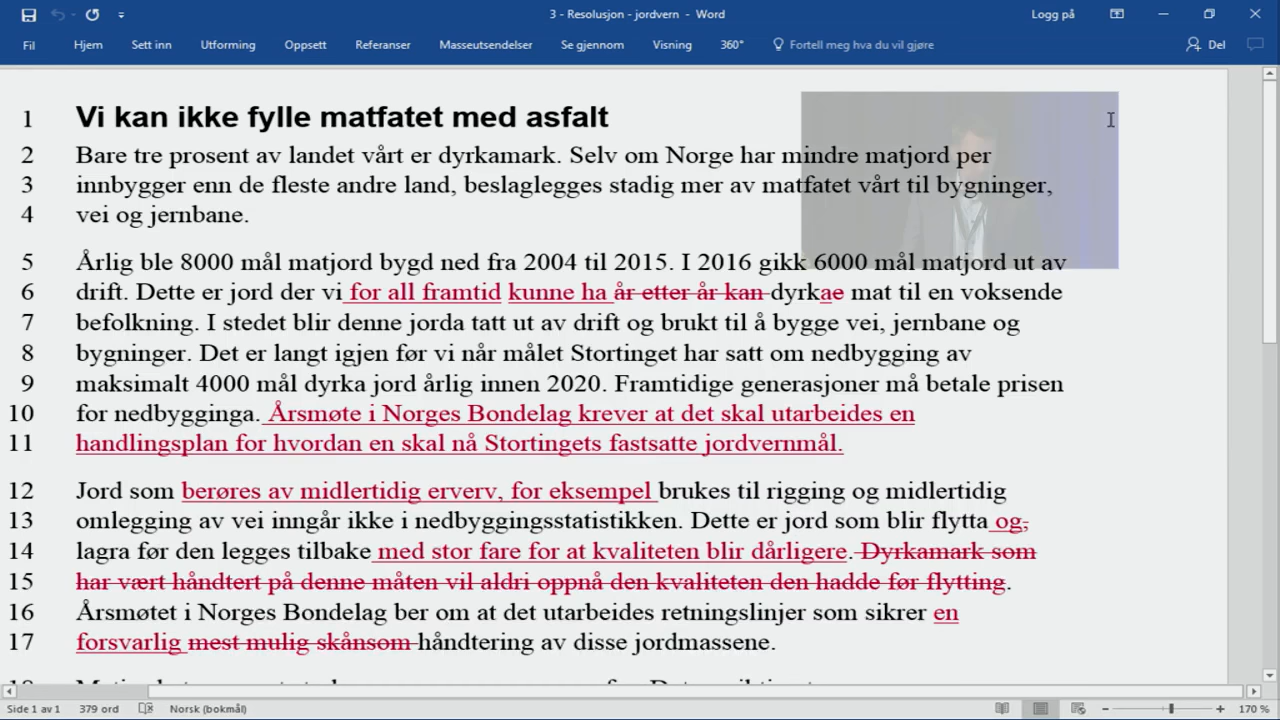 3 - Resolusjon - jordvern - Word
Logg på
Fil Hjem Sett inn Utforming Oppsett Referanser Masseutsendelser Se gjennom Visning 360° Fortell meg hva du vil gjøre Del
1 Vi kan ikke fylle matfatet med asfalt
2 Bare tre prosent av landet vårt er dyrkamark. Selv om Norge har mindre matjord per
3 innbygger enn de fleste andre land, beslaglegges stadig mer av matfatet vårt til bygninger,
4 vei og jernbane.
5 Årlig ble 8000 mål matjord bygd ned fra 2004 til 2015. I 2016 gikk 6000 mål matjord ut av
6 drift. Dette er jord der vi for all framtid kunne ha år etter år kan dyrkae mat til en voksende
7 befolkning. I stedet blir denne jorda tatt ut av drift og brukt til å bygge vei, jernbane og
8 bygninger. Det er langt igjen før vi når målet Stortinget har satt om nedbygging av
9 maksimalt 4000 mål dyrka jord årlig innen 2020. Framtidige generasjoner må betale prisen
10 for nedbygginga. Årsmøte i Norges Bondelag krever at det skal utarbeides en
11 handlingsplan for hvordan en skal nå Stortingets fastsatte jordvernmål.
12 Jord som berøres av midlertidig erverv, for eksempel brukes til rigging og midlertidig
13 omlegging av vei inngår ikke i nedbyggingsstatistikken. Dette er jord som blir flytta og,
14 lagra før den legges tilbake med stor fare for at kvaliteten blir dårligere. Dyrkamark som
15 har vært håndtert på denne måten vil aldri oppnå den kvaliteten den hadde før flytting.
16 Årsmøtet i Norges Bondelag ber om at det utarbeides retningslinjer som sikrer en
17 forsvarlig mest mulig skånsom håndtering av disse jordmassene.
Side 1 av 1 379 ord Norsk (bokmål) 170 %